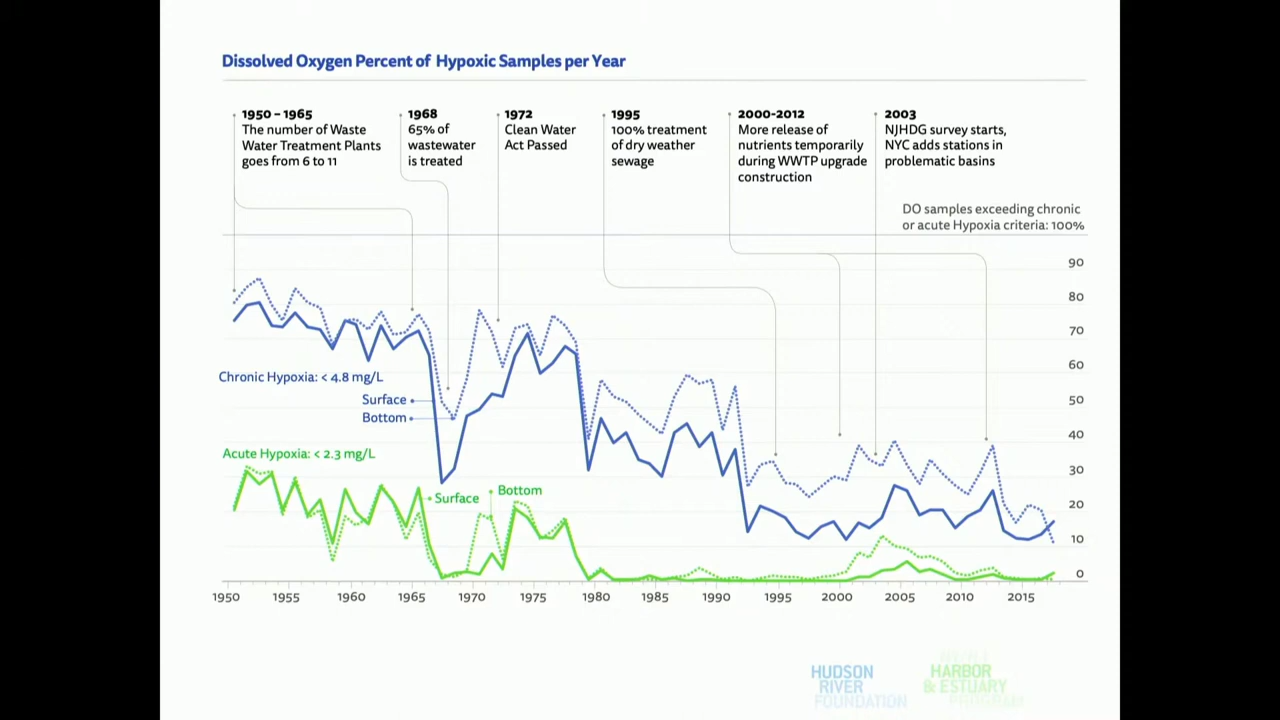 Dissolved Oxygen Percent of Hypoxic Samples per Year
1950 – 1965
The number of Waste
Water Treatment Plants
goes from 6 to 11
1968
65% of
wastewater
is treated
1972
Clean Water
Act Passed
1995
100% treatment
of dry weather
sewage
2000-2012
More release of
nutrients temporarily
during WWTP upgrade
construction
2003
NJHDG survey starts,
NYC adds stations in
problematic basins
DO samples exceeding chronic
or acute Hypoxia criteria: 100%
90
80
70
60
50
40
30
20
10
0
Chronic Hypoxia: < 4.8 mg/L
Surface
Bottom
Acute Hypoxia: < 2.3 mg/L
Surface
Bottom
1950 1955 1960 1965 1970 1975 1980 1985 1990 1995 2000 2005 2010 2015
HUDSON
RIVER
FOUNDATION
HARBOR
& ESTUARY
PROGRAM